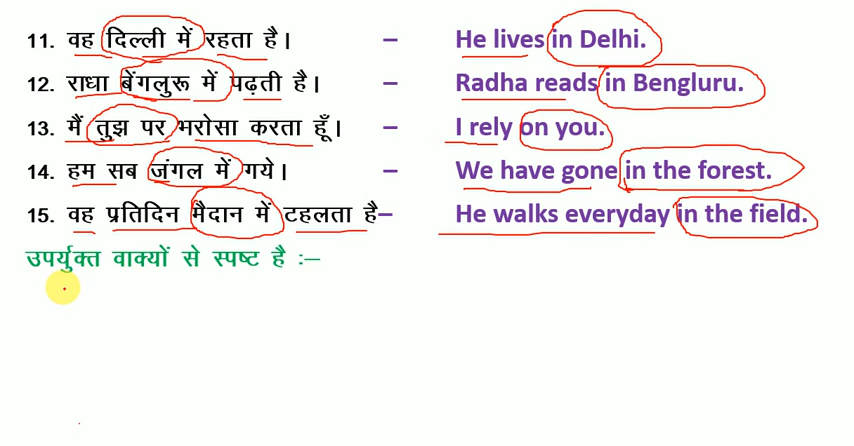 11. वह दिल्ली में रहता है। – He lives in Delhi.
12. राधा बेंगलुरू में पढ़ती है। – Radha reads in Bengluru.
13. मैं तुझ पर भरोसा करता हूँ। – I rely on you.
14. हम सब जंगल में गये। – We have gone in the forest.
15. वह प्रतिदिन मैदान में टहलता है– He walks everyday in the field.
उपर्युक्त वाक्यों से स्पष्ट है :–